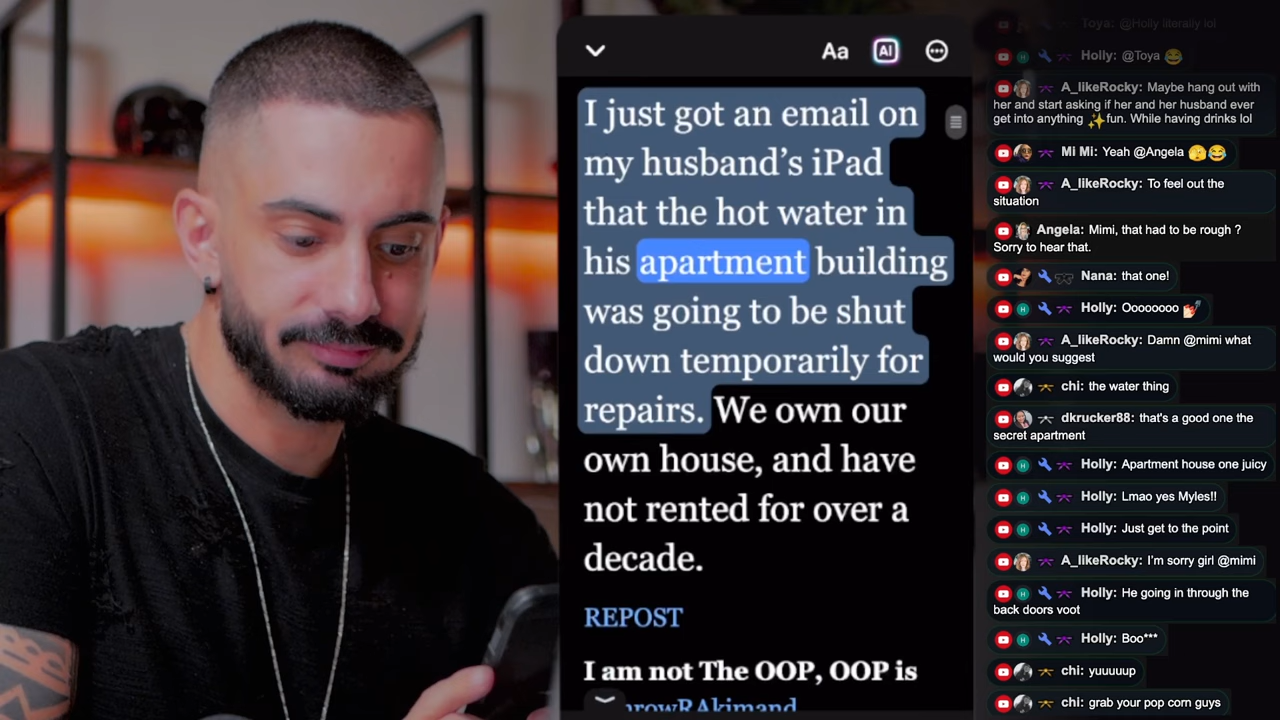 Aa
AI
I just got an email on
my husband's iPad
that the hot water in
his apartment building
was going to be shut
down temporarily for
repairs. We own our
own house, and have
not rented for over a
decade.
REPOST
I am not The OOP, OOP is
throwRAkimand
Toya: @Holly literally lol
Holly: @Toya 😂
A_likeRocky: Maybe hang out with
her and start asking if her and her husband ever
get into anything ✨fun. While having drinks lol
Mi Mi: Yeah @Angela 🫣😂
A_likeRocky: To feel out the
situation
Angela: Mimi, that had to be rough ?
Sorry to hear that.
Nana: that one!
Holly: Ooooooo 💅
A_likeRocky: Damn @mimi what
would you suggest
chi: the water thing
dkrucker88: that's a good one the
secret apartment
Holly: Apartment house one juicy
Holly: Lmao yes Myles!!
Holly: Just get to the point
A_likeRocky: I'm sorry girl @mimi
Holly: He going in through the
back doors voot
Holly: Boo***
chi: yuuuuup
chi: grab your pop corn guys